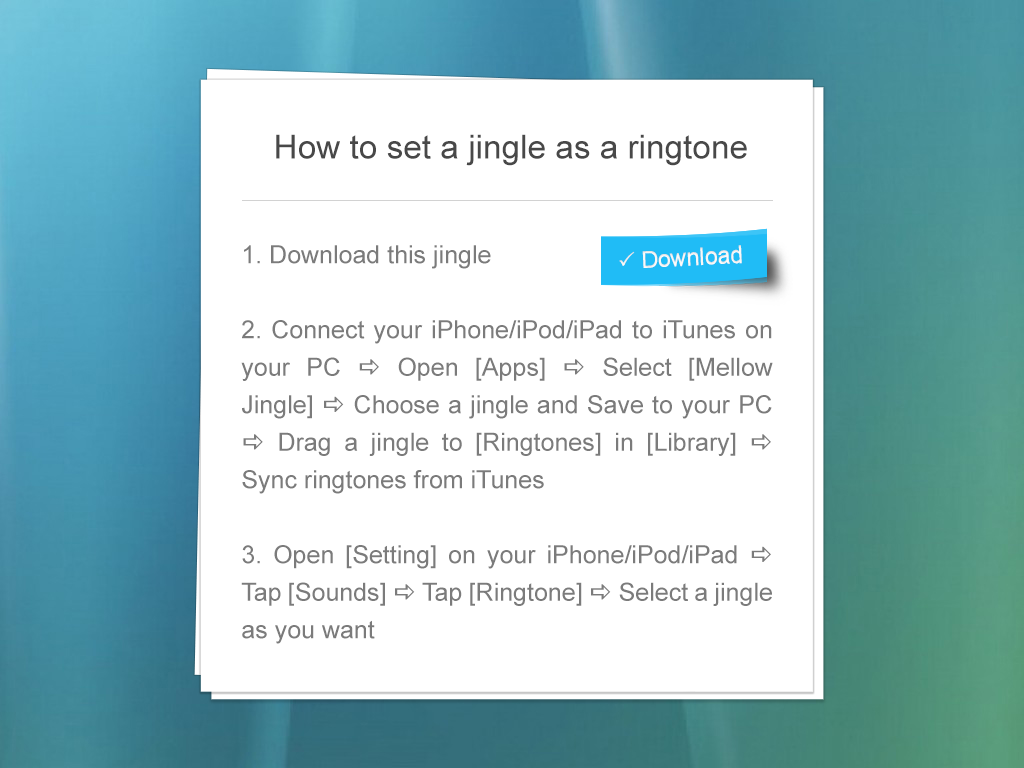 How to set a jingle as a ringtone
1. Download this jingle
✓ Download
2. Connect your iPhone/iPod/iPad to iTunes on
your PC ⇨ Open [Apps] ⇨ Select [Mellow
Jingle] ⇨ Choose a jingle and Save to your PC
⇨ Drag a jingle to [Ringtones] in [Library] ⇨
Sync ringtones from iTunes
3. Open [Setting] on your iPhone/iPod/iPad ⇨
Tap [Sounds] ⇨ Tap [Ringtone] ⇨ Select a jingle
as you want